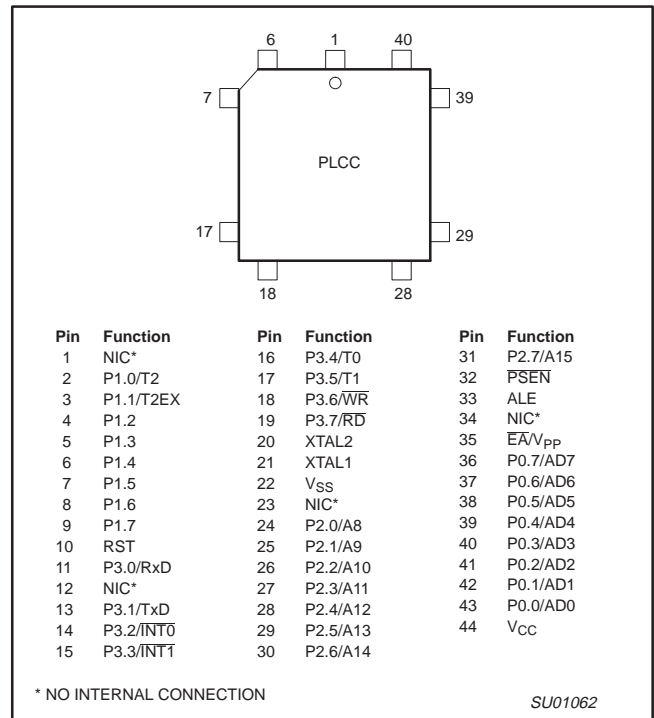 6 1 40
7 39
PLCC
17 29
18 28
Pin Function Pin Function Pin Function
1 NIC* 16 P3.4/T0 31 P2.7/A15
2 P1.0/T2 17 P3.5/T1 32 PSEN
3 P1.1/T2EX 18 P3.6/WR 33 ALE
4 P1.2 19 P3.7/RD 34 NIC*
5 P1.3 20 XTAL2 35 EA/VPP
6 P1.4 21 XTAL1 36 P0.7/AD7
7 P1.5 22 VSS 37 P0.6/AD6
8 P1.6 23 NIC* 38 P0.5/AD5
9 P1.7 24 P2.0/A8 39 P0.4/AD4
10 RST 25 P2.1/A9 40 P0.3/AD3
11 P3.0/RxD 26 P2.2/A10 41 P0.2/AD2
12 NIC* 27 P2.3/A11 42 P0.1/AD1
13 P3.1/TxD 28 P2.4/A12 43 P0.0/AD0
14 P3.2/INT0 29 P2.5/A13 44 VCC
15 P3.3/INT1 30 P2.6/A14
* NO INTERNAL CONNECTION
SU01062